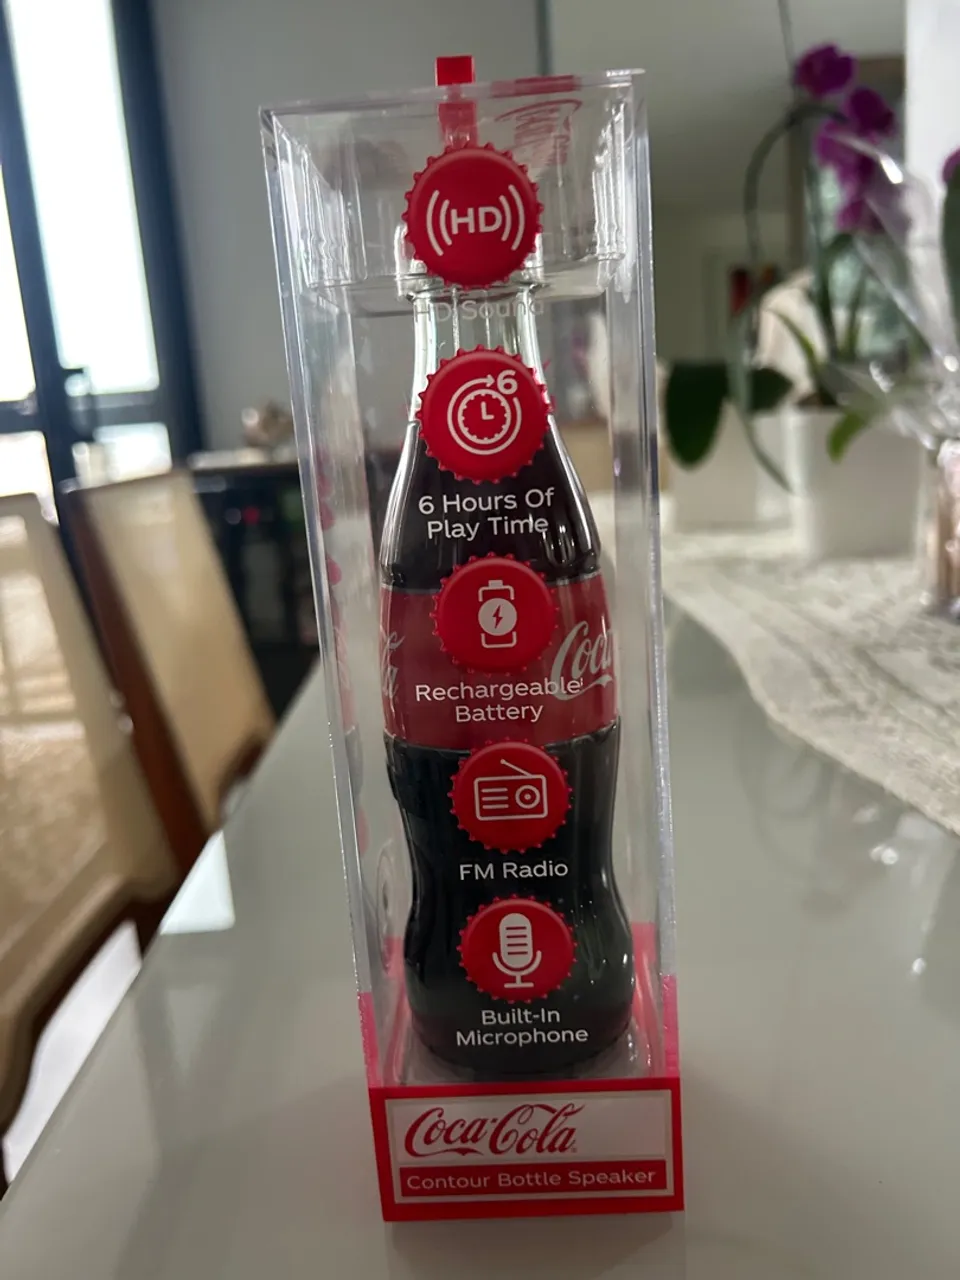 ((HD))
HD Sound
6
6 Hours Of
Play Time
Coca
Rechargeable
Battery
FM Radio
Built-In
Microphone
Coca-Cola
Contour Bottle Speaker